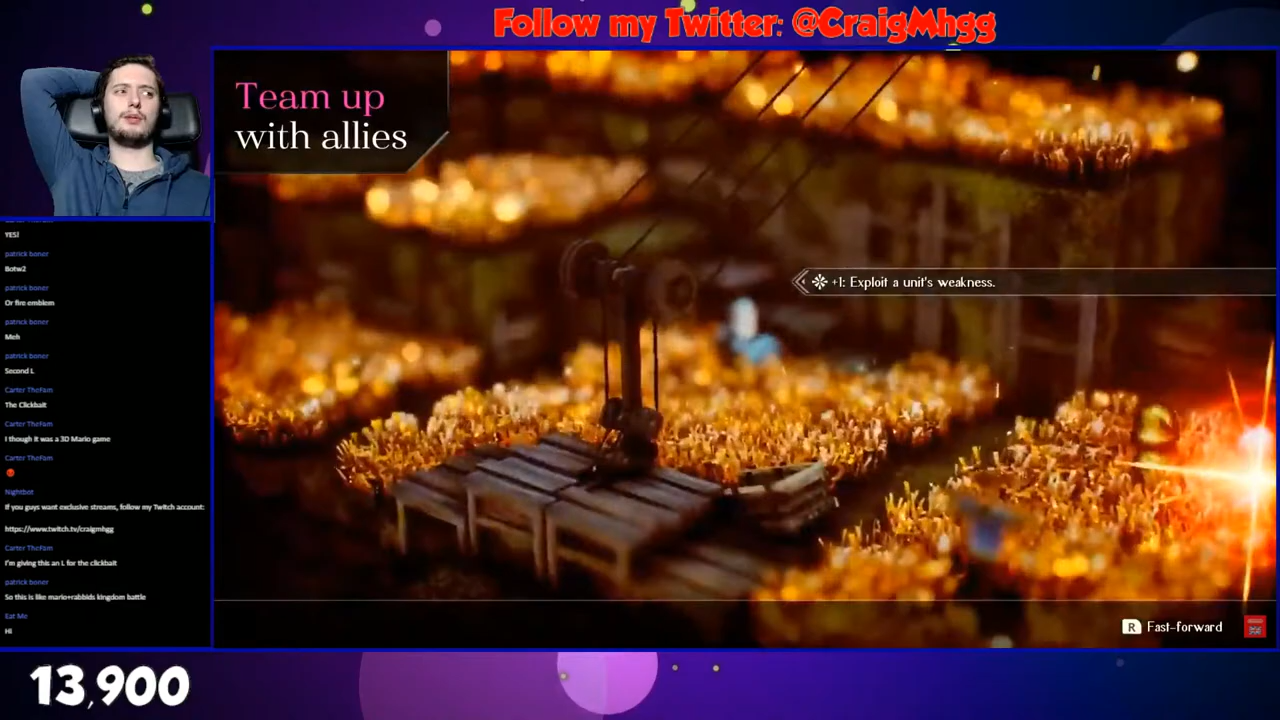 Follow my Twitter: @CraigMhgg
Team up
with allies
YES!
patrick boner
Botw2
patrick boner
Or fire emblem
patrick boner
Meh
patrick boner
Second L
Carter TheFam
The Clickbait
Carter TheFam
I though it was a 3D Mario game
Carter TheFam
Nightbot
If you guys want exclusive streams, follow my Twitch account:
https://www.twitch.tv/craigmhgg
Carter TheFam
I'm giving this an L for the clickbait
patrick boner
So this is like mario+rabbids kingdom battle
Eat Me
Hi
+1: Exploit a unit's weakness.
R Fast-forward
13,900